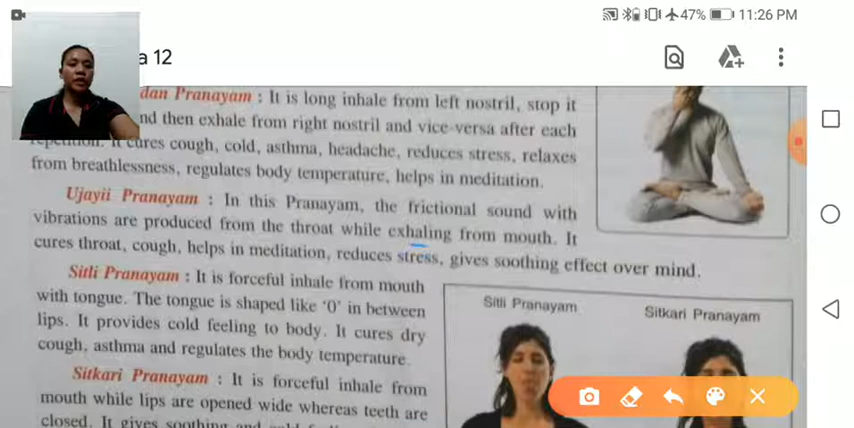 47% 11:26 PM
a 12
dan Pranayam : It is long inhale from left nostril, stop it
nd then exhale from right nostril and vice-versa after each
repetition. It cures cough, cold, asthma, headache, reduces stress, relaxes
from breathlessness, regulates body temperature, helps in meditation.
Ujayii Pranayam : In this Pranayam, the frictional sound with
vibrations are produced from the throat while exhaling from mouth. It
cures throat, cough, helps in meditation, reduces stress, gives soothing effect over mind.
Sitli Pranayam : It is forceful inhale from mouth
with tongue. The tongue is shaped like ‘0’ in between
lips. It provides cold feeling to body. It cures dry
cough, asthma and regulates the body temperature.
Sitkari Pranayam : It is forceful inhale from
mouth while lips are opened wide whereas teeth are
closed. It gives soothing and cold
Sitli Pranayam
Sitkari Pranayam